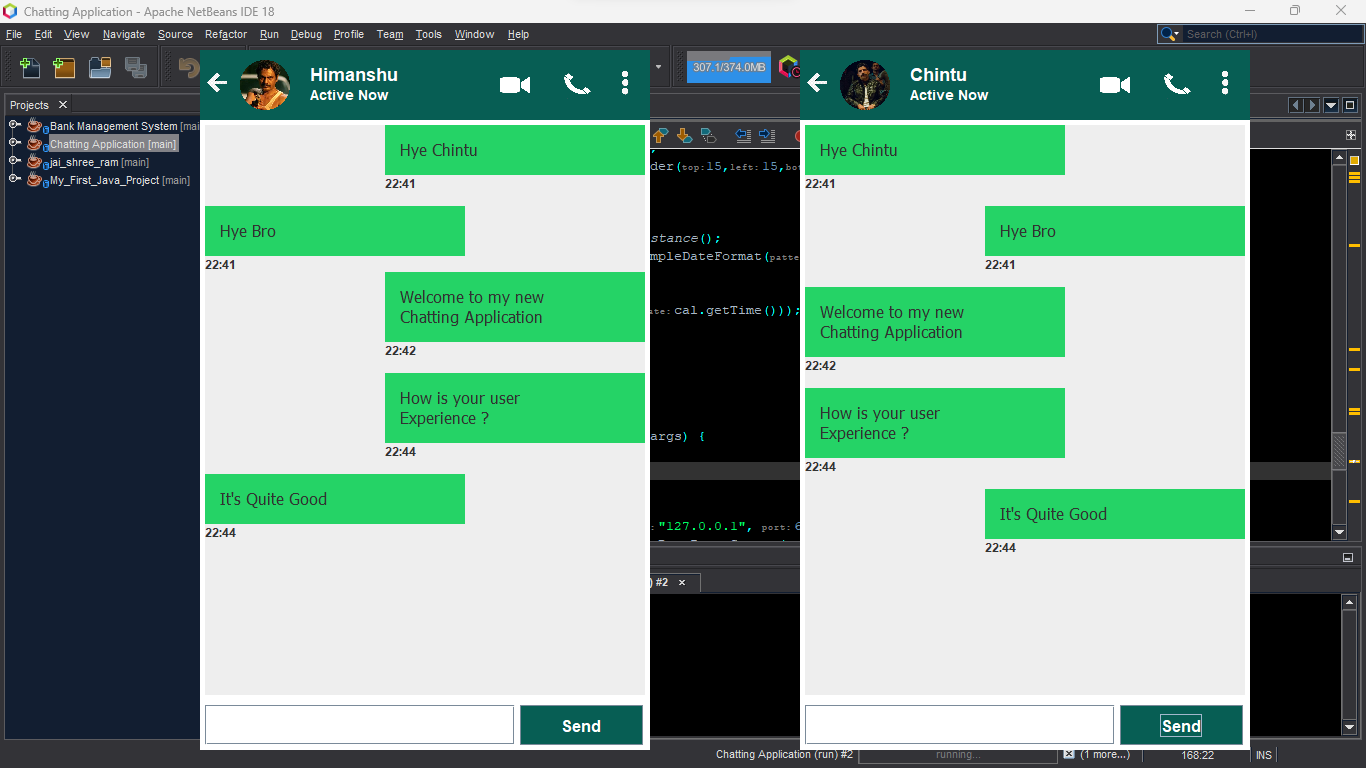 Chatting Application - Apache NetBeans IDE 18
File Edit View Navigate Source Refactor Run Debug Profile Team Tools Window Help
Search (Ctrl+I)
307.1/374.0MB
Projects
Bank Management System [mai
Chatting Application [main]
jai_shree_ram [main]
My_First_Java_Project [main]
Himanshu
Active Now
Hye Chintu
22:41
Hye Bro
22:41
Welcome to my new
Chatting Application
22:42
How is your user
Experience ?
22:44
It's Quite Good
22:44
Send
der(top:15,left: 15,bo
stance();
mpleDateFormat(patte
cal.getTime()));
args) {
"127.0.0.1", port: 6
) #2
Chintu
Active Now
Hye Chintu
22:41
Hye Bro
22:41
Welcome to my new
Chatting Application
22:42
How is your user
Experience ?
22:44
It's Quite Good
22:44
Send
Chatting Application (run) #2 running... (1 more...) 168:22 INS